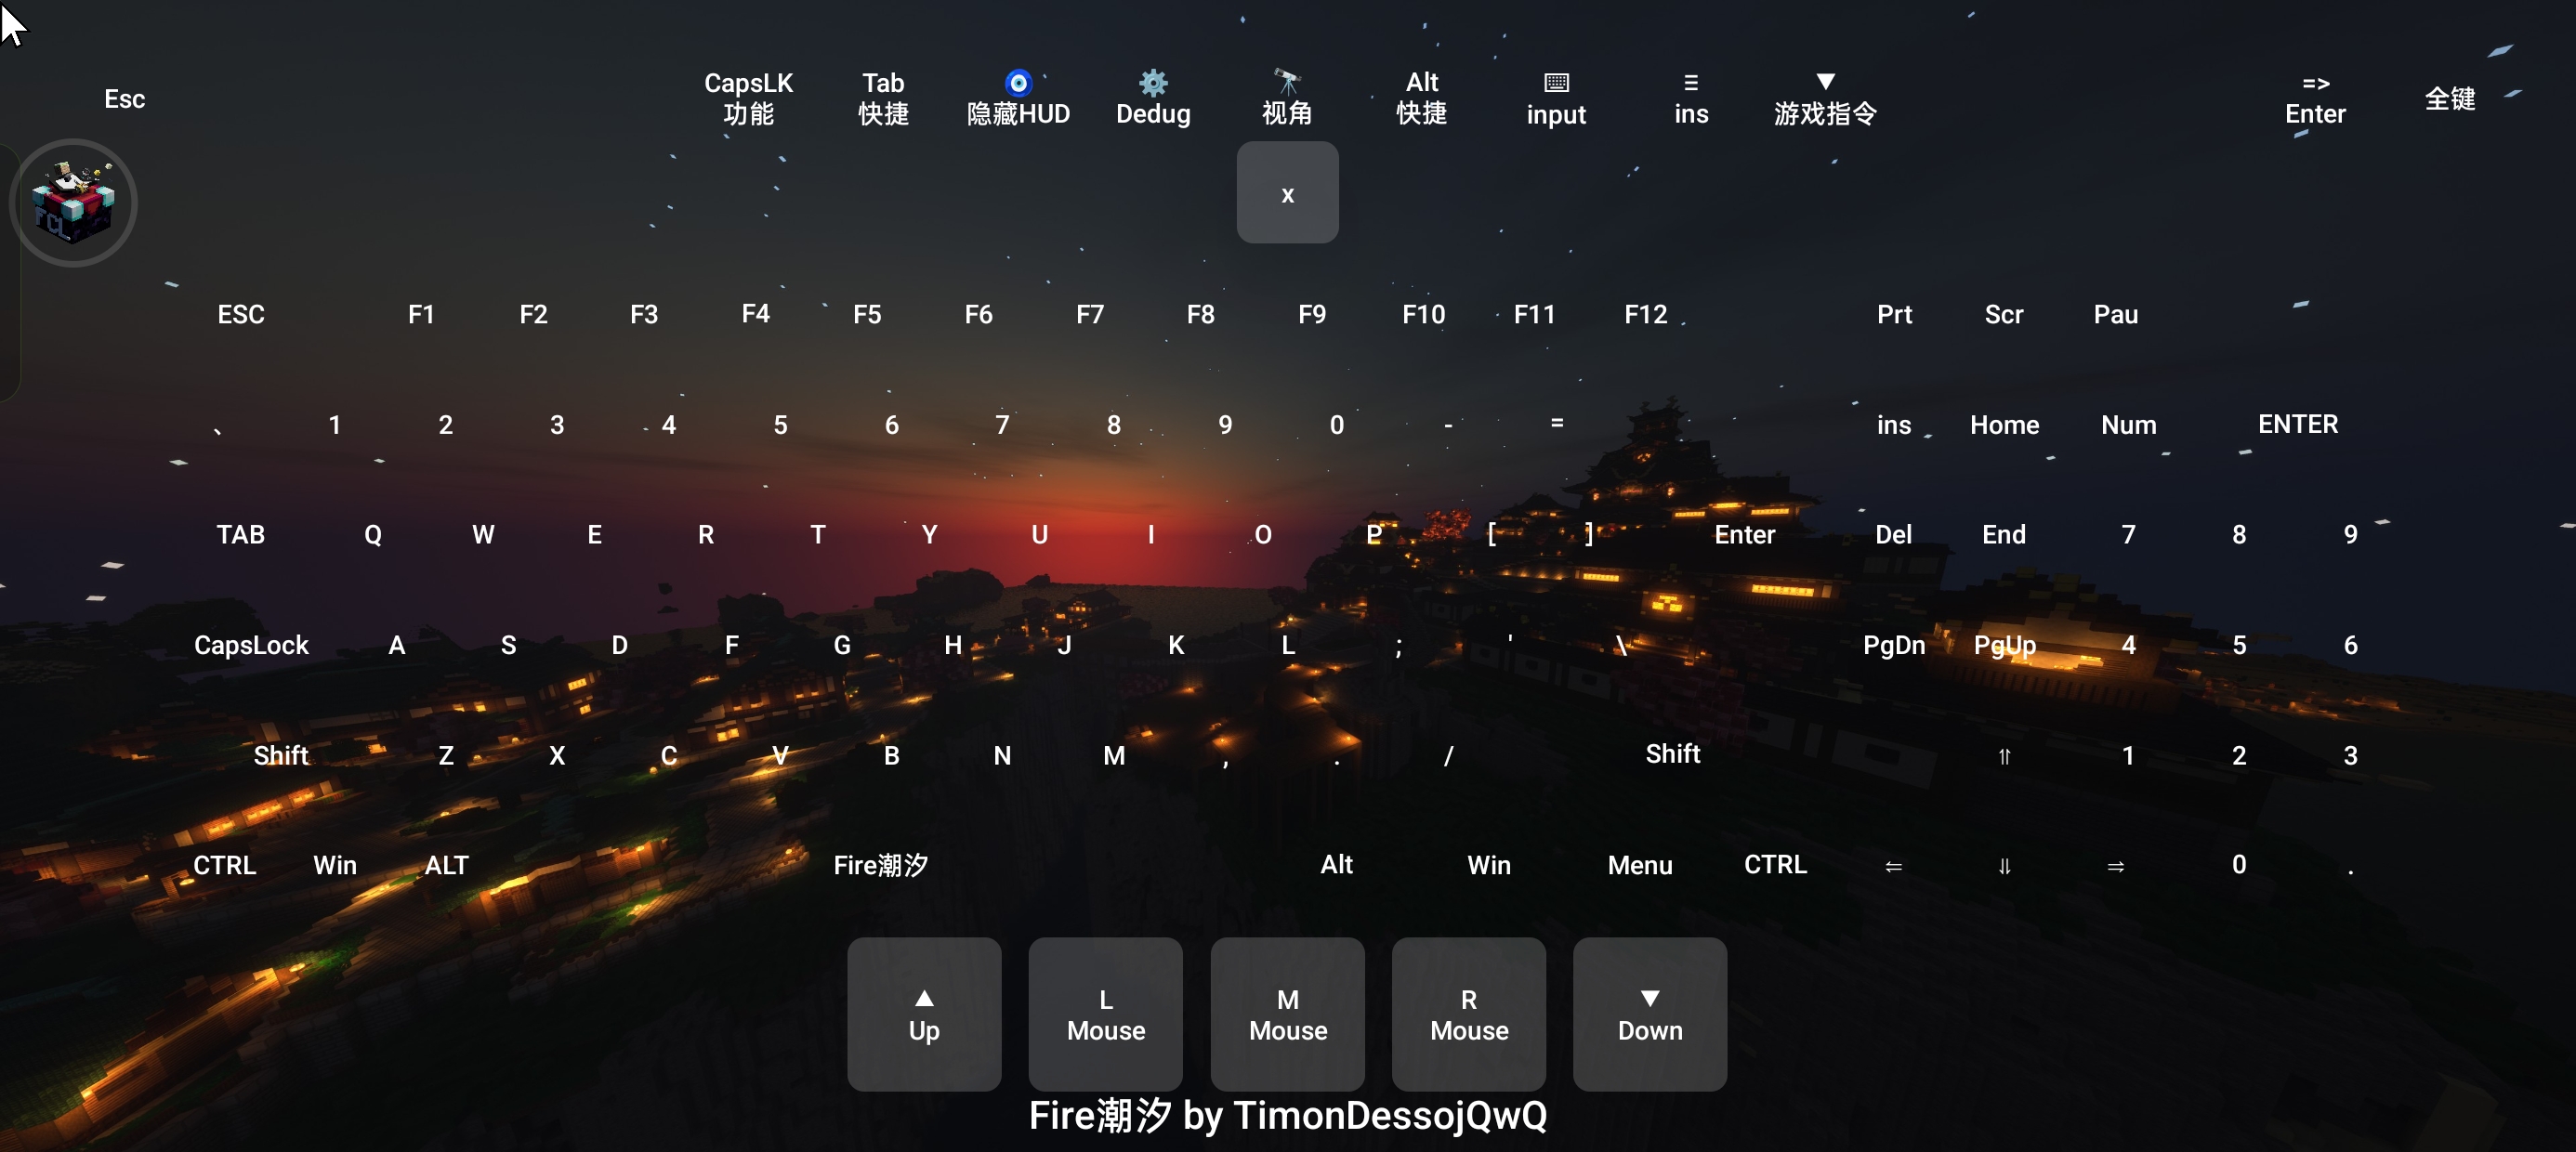 Esc
CapsLK
功能
Tab
快捷
隐藏HUD
Dedug
视角
Alt
快捷
input
ins
▼
游戏指令
=>
Enter
全键
FCL
x
ESC F1 F2 F3 F4 F5 F6 F7 F8 F9 F10 F11 F12 Prt Scr Pau
、 1 2 3 4 5 6 7 8 9 0 - = ins Home Num ENTER
TAB Q W E R T Y U I O P [ ] Enter Del End 7 8 9
CapsLock A S D F G H J K L ; ' \ PgDn PgUp 4 5 6
Shift Z X C V B N M , . / Shift ⇑ 1 2 3
CTRL Win ALT Fire潮汐 Alt Win Menu CTRL ⇐ ⇓ ⇒ 0 .
▲
Up
L
Mouse
M
Mouse
R
Mouse
▼
Down
Fire潮汐 by TimonDessojQwQ